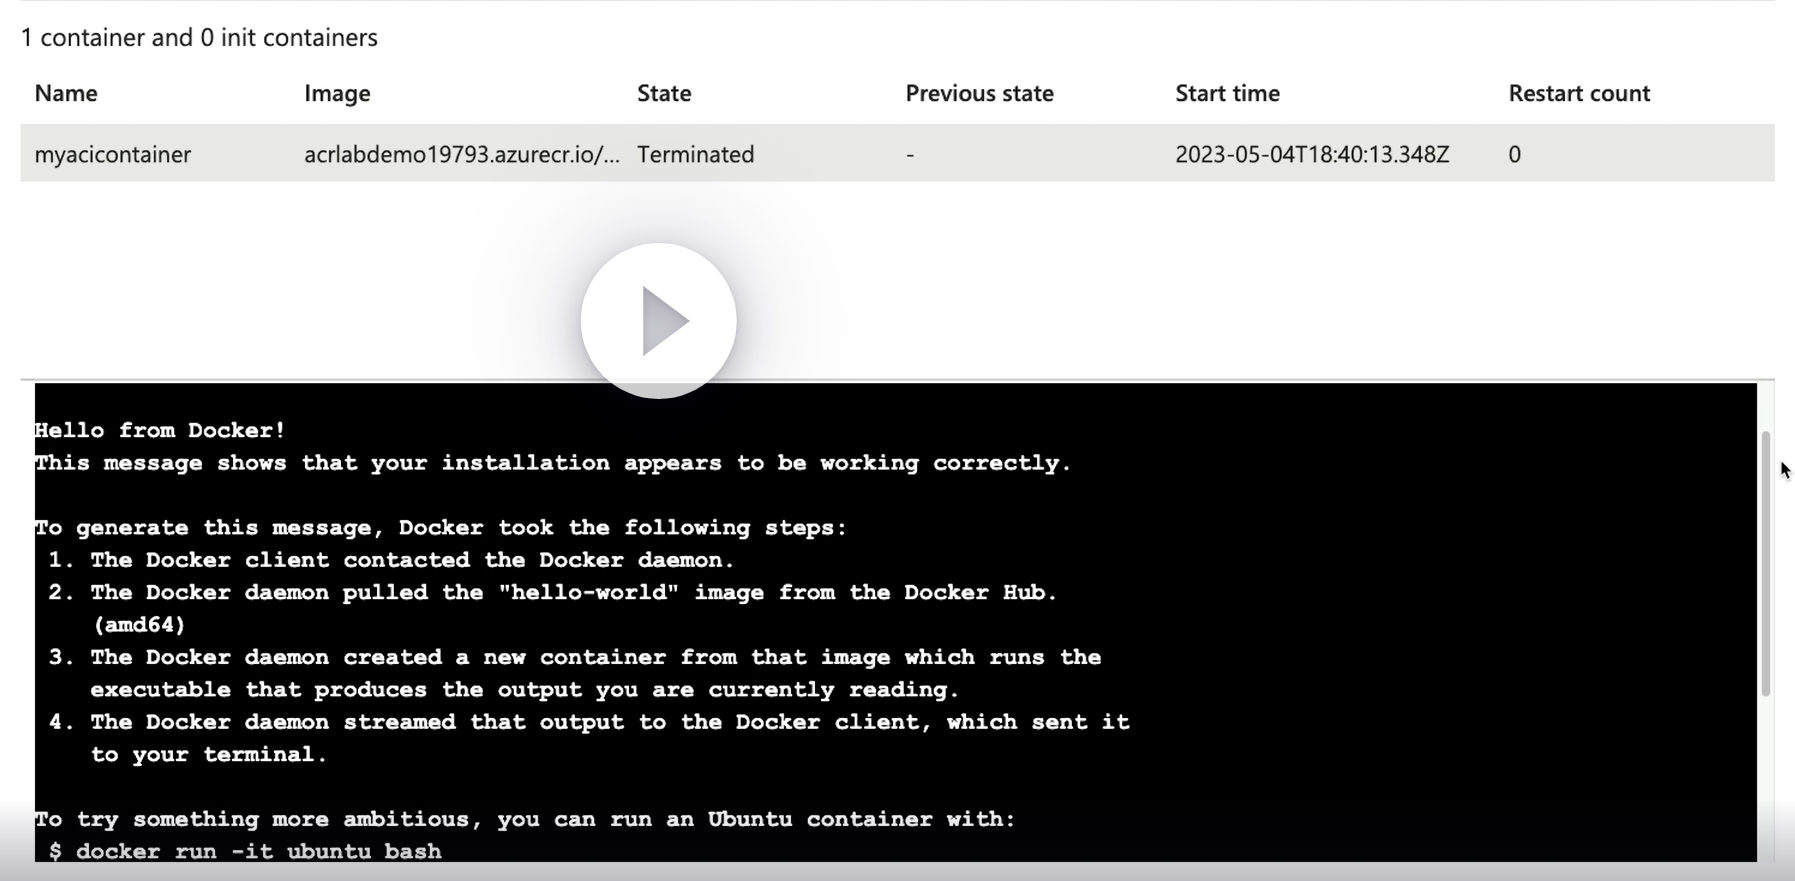 1 container and 0 init containers
Name Image State Previous state Start time Restart count
myacicontainer acrlabdemo19793.azurecr.io/... Terminated - 2023-05-04T18:40:13.348Z 0
Hello from Docker!
This message shows that your installation appears to be working correctly.
To generate this message, Docker took the following steps:
1. The Docker client contacted the Docker daemon.
2. The Docker daemon pulled the "hello-world" image from the Docker Hub.
(amd64)
3. The Docker daemon created a new container from that image which runs the
executable that produces the output you are currently reading.
4. The Docker daemon streamed that output to the Docker client, which sent it
to your terminal.
To try something more ambitious, you can run an Ubuntu container with:
$ docker run -it ubuntu bash